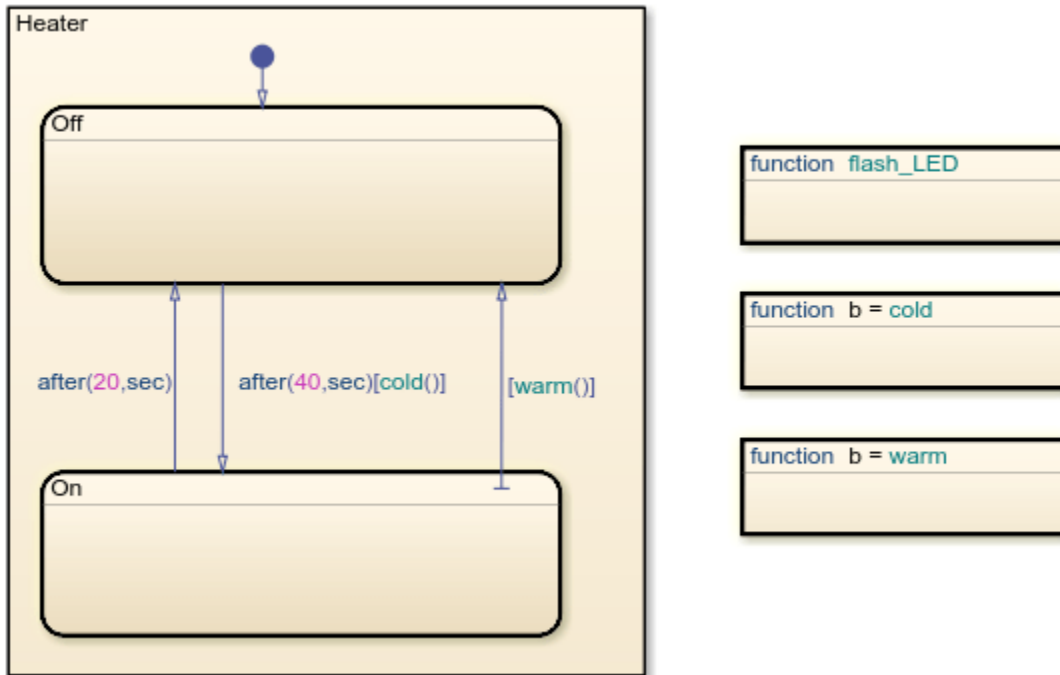 Heater
Off
after(20,sec)
after(40,sec)[cold()]
[warm()]
On
function flash_LED
function b = cold
function b = warm